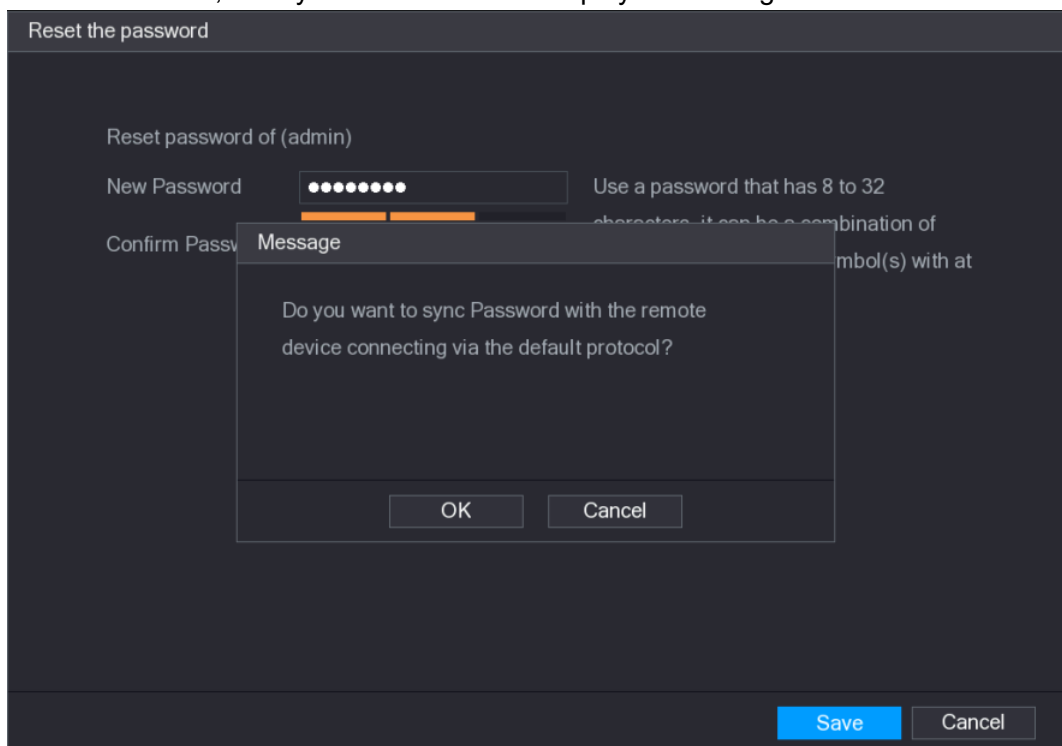 Reset the password
Reset password of (admin)
New Password
Use a password that has 8 to 32
bination of
Confirm Passw
Message
mbol(s) with at
Do you want to sync Password with the remote
device connecting via the default protocol?
OK Cancel
Save Cancel